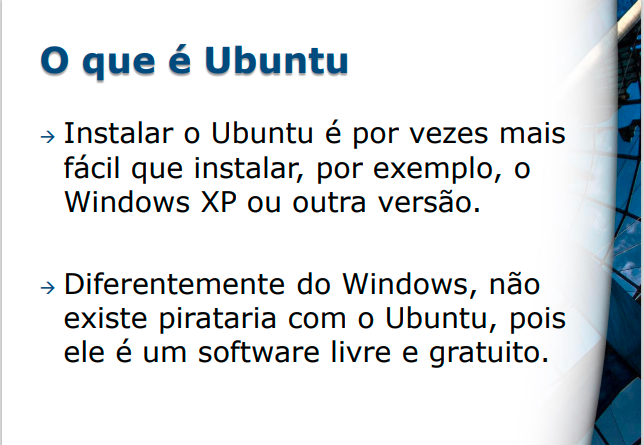 O que é Ubuntu
→ Instalar o Ubuntu é por vezes mais
fácil que instalar, por exemplo, o
Windows XP ou outra versão.
→ Diferentemente do Windows, não
existe pirataria com o Ubuntu, pois
ele é um software livre e gratuito.